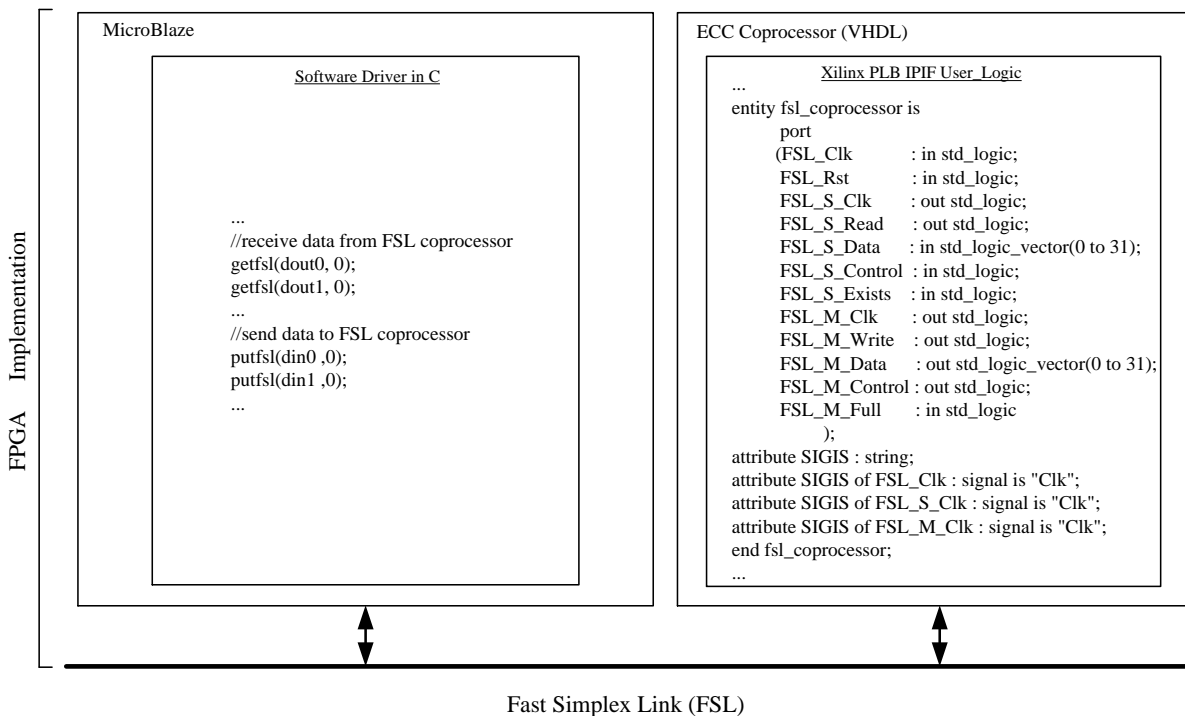 FPGA Implementation
MicroBlaze
Software Driver in C
...
//receive data from FSL coprocessor
getfsl(dout0, 0);
getfsl(dout1, 0);
...
//send data to FSL coprocessor
putfsl(din0 ,0);
putfsl(din1 ,0);
...
ECC Coprocessor (VHDL)
Xilinx PLB IPIF User_Logic
...
entity fsl_coprocessor is
port
(FSL_Clk : in std_logic;
FSL_Rst : in std_logic;
FSL_S_Clk : out std_logic;
FSL_S_Read : out std_logic;
FSL_S_Data : in std_logic_vector(0 to 31);
FSL_S_Control : in std_logic;
FSL_S_Exists : in std_logic;
FSL_M_Clk : out std_logic;
FSL_M_Write : out std_logic;
FSL_M_Data : out std_logic_vector(0 to 31);
FSL_M_Control : out std_logic;
FSL_M_Full : in std_logic
);
attribute SIGIS : string;
attribute SIGIS of FSL_Clk : signal is "Clk";
attribute SIGIS of FSL_S_Clk : signal is "Clk";
attribute SIGIS of FSL_M_Clk : signal is "Clk";
end fsl_coprocessor;
...
Fast Simplex Link (FSL)